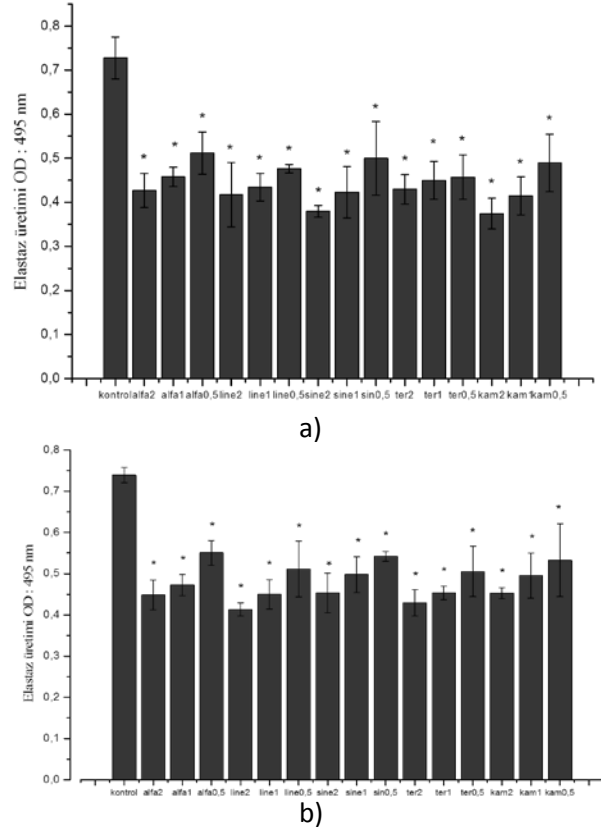 Elastaz üretimi OD : 495 nm
0,8
0,7
0,6
0,5
0,4
0,3
0,2
0,1
0,0
* * * * * * * * * * * * * * *
kontrol alfa2 alfa1 alfa0,5 line2 line1 line0,5 sine2 sine1 sin0,5 ter2 ter1 ter0,5 kam2 kam1 kam0,5
a)
Elastaz üretimi OD : 495 nm
0,8
0,7
0,6
0,5
0,4
0,3
0,2
0,1
0,0
* * * * * * * * * * * * * * *
kontrol alfa2 alfa1 alfa0,5 line2 line1 line0,5 sine2 sine1 sin0,5 ter2 ter1 ter0,5 kam2 kam1 kam0,5
b)